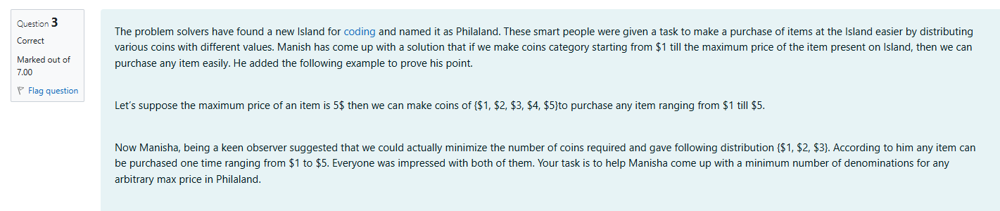 Question 3
Correct
Marked out of
7.00
Flag question
The problem solvers have found a new Island for coding and named it as Philaland. These smart people were given a task to make a purchase of items at the Island easier by distributing
various coins with different values. Manish has come up with a solution that if we make coins category starting from $1 till the maximum price of the item present on Island, then we can
purchase any item easily. He added the following example to prove his point.
Let's suppose the maximum price of an item is 5$ then we can make coins of {$1, $2, $3, $4, $5}to purchase any item ranging from $1 till $5.
Now Manisha, being a keen observer suggested that we could actually minimize the number of coins required and gave following distribution {$1, $2, $3}. According to him any item can
be purchased one time ranging from $1 to $5. Everyone was impressed with both of them. Your task is to help Manisha come up with a minimum number of denominations for any
arbitrary max price in Philaland.